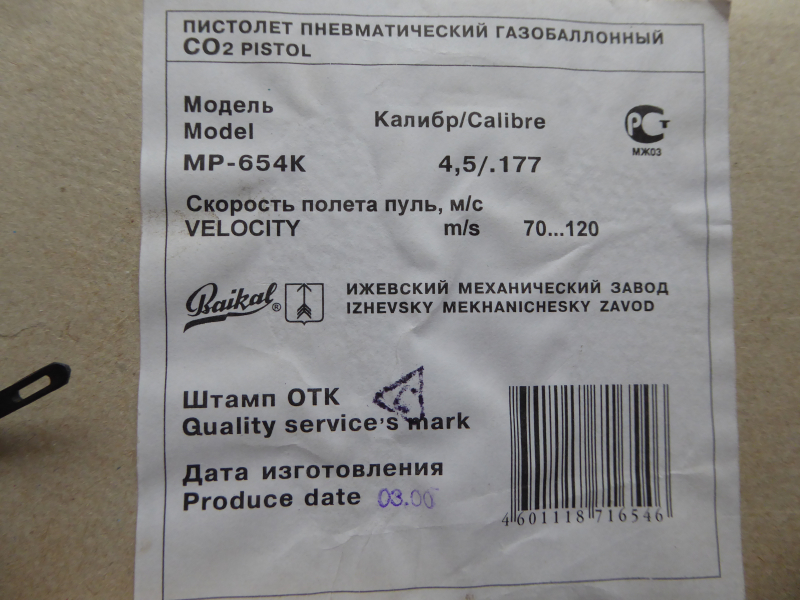 ПИСТОЛЕТ ПНЕВМАТИЧЕСКИЙ ГАЗОБАЛЛОННЫЙ
CO2 PISTOL
Модель
Model
Калибр/Calibre
РСТ
МЖ03
MP-654K 4,5/.177
Скорость полета пуль, м/с
VELOCITY m/s 70...120
Baikal®
ИЖЕВСКИЙ МЕХАНИЧЕСКИЙ ЗАВОД
IZHEVSKY MEKHANICHESKY ZAVOD
Штамп ОТК
Quality service's mark
Дата изготовления
Produce date 03.00
4601118716546